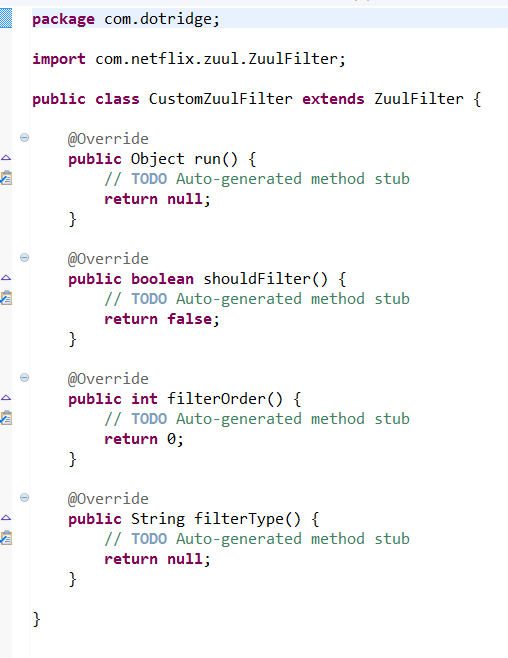 package com.dotridge;
import com.netflix.zuul.ZuulFilter;
public class CustomZuulFilter extends ZuulFilter {
@Override
public Object run() {
// TODO Auto-generated method stub
return null;
}
@Override
public boolean shouldFilter() {
// TODO Auto-generated method stub
return false;
}
@Override
public int filterOrder() {
// TODO Auto-generated method stub
return 0;
}
@Override
public String filterType() {
// TODO Auto-generated method stub
return null;
}
}